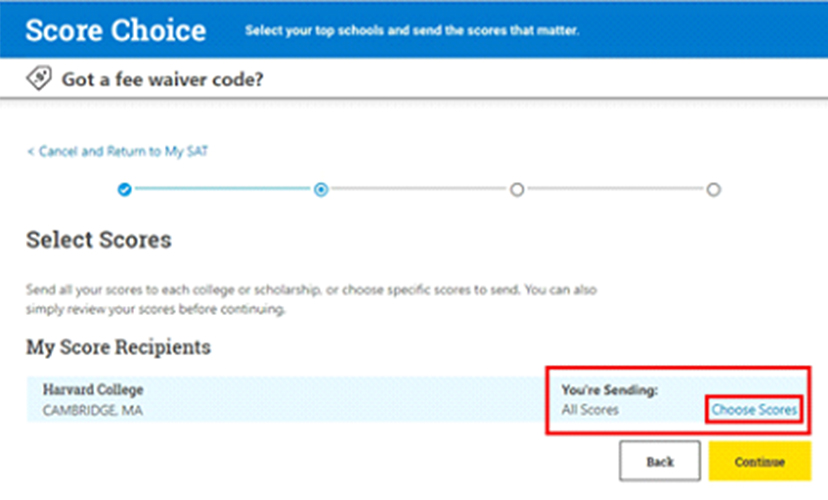 Score Choice
Select your top schools and send the scores that matter.
Got a fee waiver code?
< Cancel and Return to My SAT
Select Scores
Send all your scores to each college or scholarship, or choose specific scores to send. You can also
simply review your scores before continuing.
My Score Recipients
Harvard College
CAMBRIDGE, MA
You're Sending:
All Scores
Choose Scores
Back
Continue